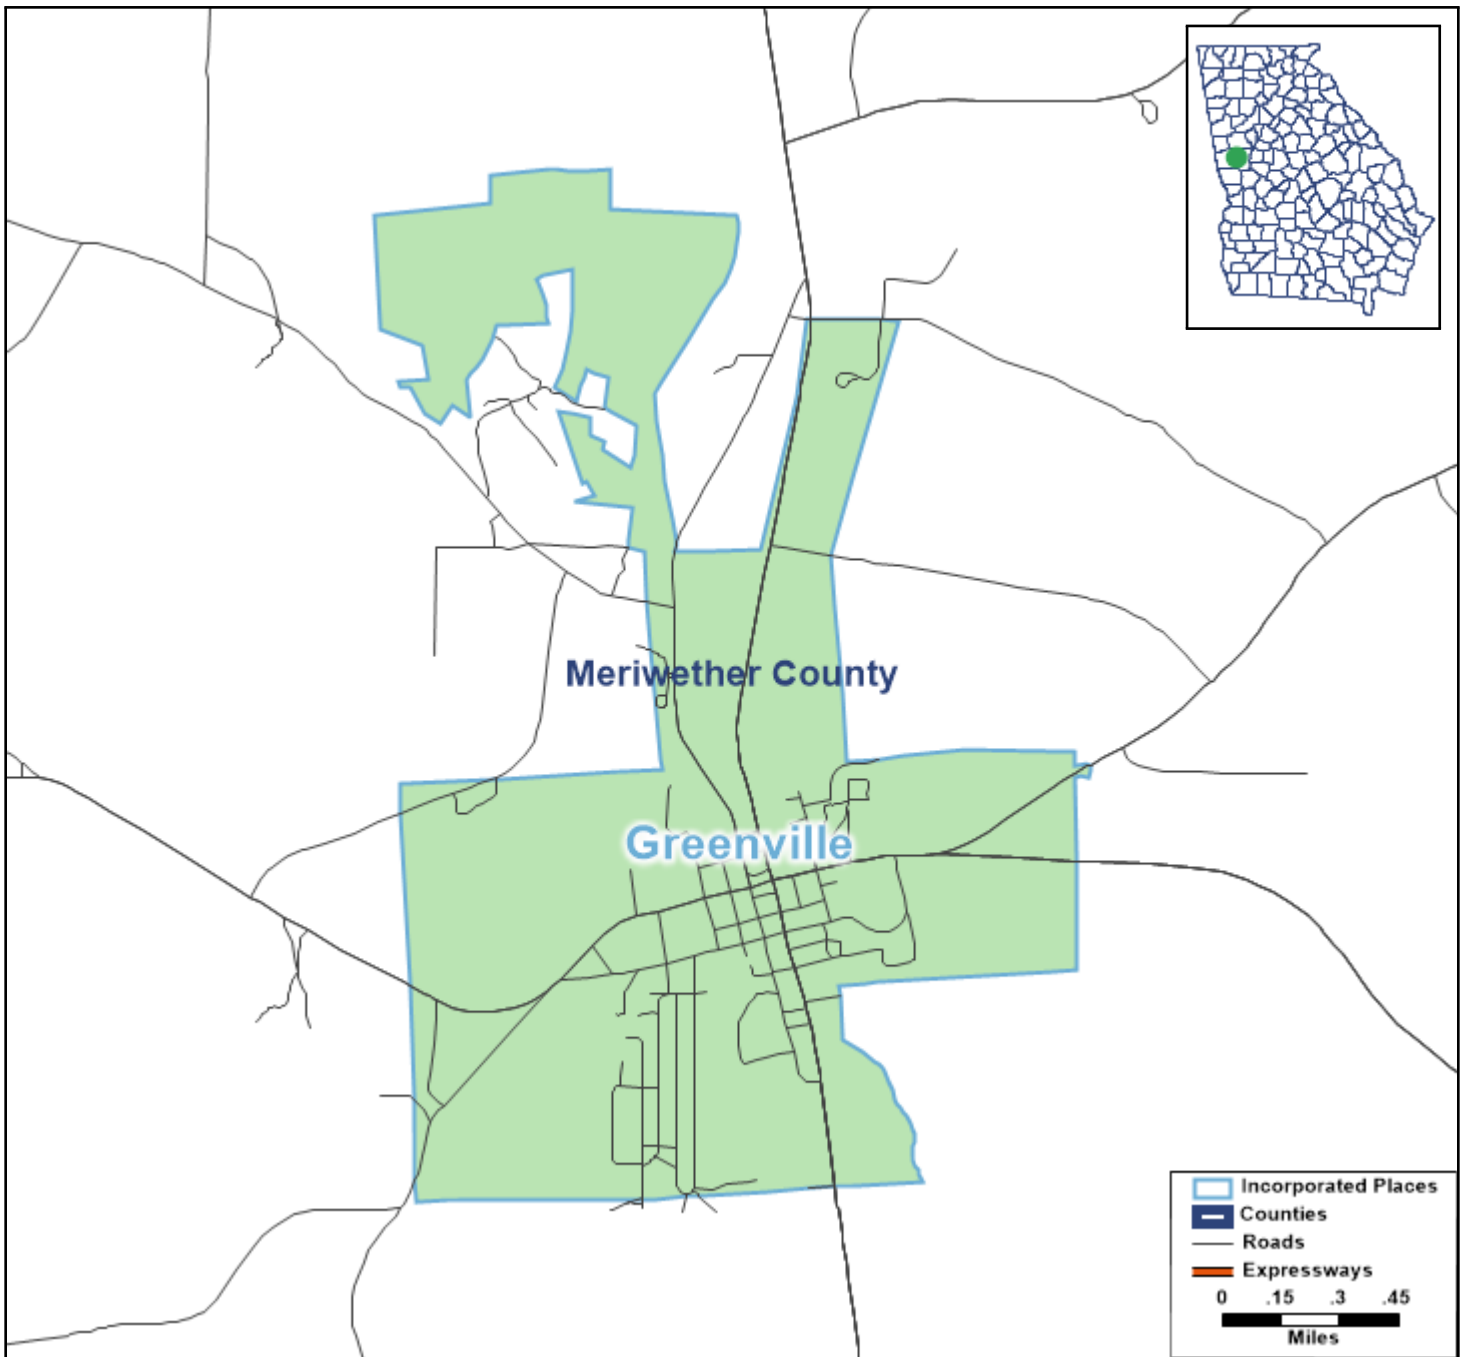 Meriwether County
Greenville
Incorporated Places
Counties
Roads
Expressways
0 .15 .3 .45
Miles